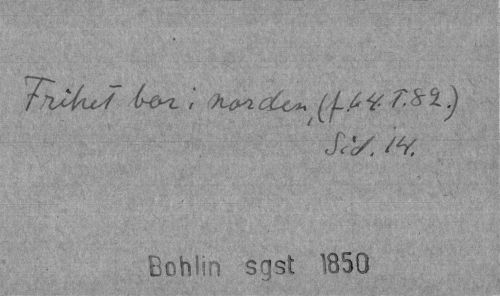 Frihet bor i norden, (f. 44. T. 82.)
Sid. 14.
Bohlin sgst 1850